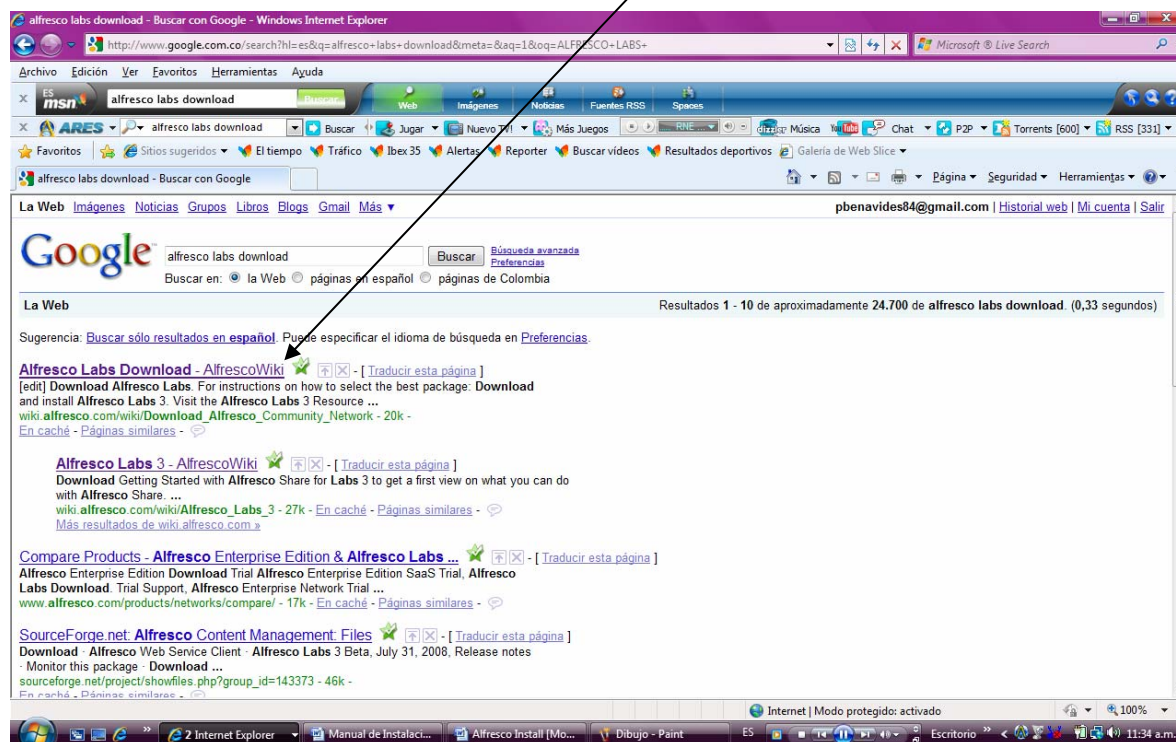 alfresco labs download - Buscar con Google - Windows Internet Explorer
http://www.google.com.co/search?hl=es&q=alfresco+labs+download&meta=&aq=1&oq=ALFRESCO+LABS+
Microsoft ® Live Search
Archivo Edición Ver Favoritos Herramientas Ayuda
ES msn alfresco labs download Buscar Web Imágenes Noticias Fuentes RSS Spaces
ARES alfresco labs download Buscar Jugar Nuevo TV! Más Juegos RNE Música Chat P2P Torrents [600] RSS [331]
Favoritos Sitios sugeridos El tiempo Tráfico Ibex 35 Alertas Reporter Buscar vídeos Resultados deportivos Galería de Web Slice
alfresco labs download - Buscar con Google Página Seguridad Herramientas
La Web Imágenes Noticias Grupos Libros Blogs Gmail Más ▼ pbenavides84@gmail.com | Historial web | Mi cuenta | Salir
Google alfresco labs download Buscar Búsqueda avanzada
Preferencias
Buscar en: la Web páginas en español páginas de Colombia
La Web Resultados 1 - 10 de aproximadamente 24.700 de alfresco labs download. (0,33 segundos)
Sugerencia: Buscar sólo resultados en español. Puede especificar el idioma de búsqueda en Preferencias.
Alfresco Labs Download - AlfrescoWiki - [ Traducir esta página ]
[edit] Download Alfresco Labs. For instructions on how to select the best package: Download
and install Alfresco Labs 3. Visit the Alfresco Labs 3 Resource ...
wiki.alfresco.com/wiki/Download_Alfresco_Community_Network - 20k -
En caché - Páginas similares -
Alfresco Labs 3 - AlfrescoWiki - [ Traducir esta página ]
Download Getting Started with Alfresco Share for Labs 3 to get a first view on what you can do
with Alfresco Share. ...
wiki.alfresco.com/wiki/Alfresco_Labs_3 - 27k - En caché - Páginas similares -
Más resultados de wiki.alfresco.com »
Compare Products - Alfresco Enterprise Edition & Alfresco Labs ... - [ Traducir esta página ]
Alfresco Enterprise Edition Download Trial Alfresco Enterprise Edition SaaS Trial, Alfresco
Labs Download. Trial Support, Alfresco Enterprise Network Trial ...
www.alfresco.com/products/networks/compare/ - 17k - En caché - Páginas similares -
SourceForge.net: Alfresco Content Management: Files - [ Traducir esta página ]
Download · Alfresco Web Service Client · Alfresco Labs 3 Beta, July 31, 2008, Release notes
· Monitor this package · Download ...
sourceforge.net/project/showfiles.php?group_id=143373 - 46k -
En caché - Páginas similares -
Internet | Modo protegido: activado 100%
2 Internet Explorer Manual de Instalaci... Alfresco Install [Mo... Dibujo - Paint ES Escritorio 11:34 a.m.